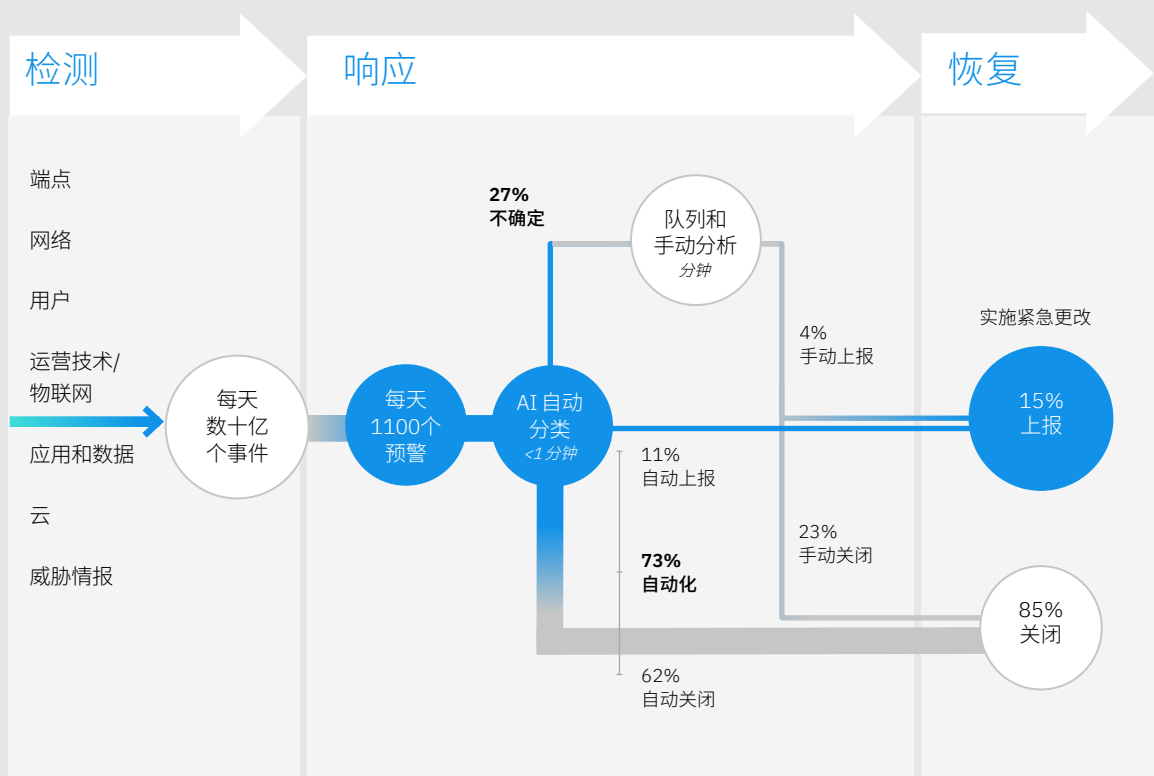 检测
响应
恢复
端点
网络
用户
运营技术/
物联网
应用和数据
云
威胁情报
每天
数十亿
个事件
每天
1100个
预警
AI 自动
分类
<1 分钟
27%
不确定
队列和
手动分析
分钟
4%
手动上报
11%
自动上报
73%
自动化
62%
自动关闭
23%
手动关闭
实施紧急更改
15%
上报
85%
关闭